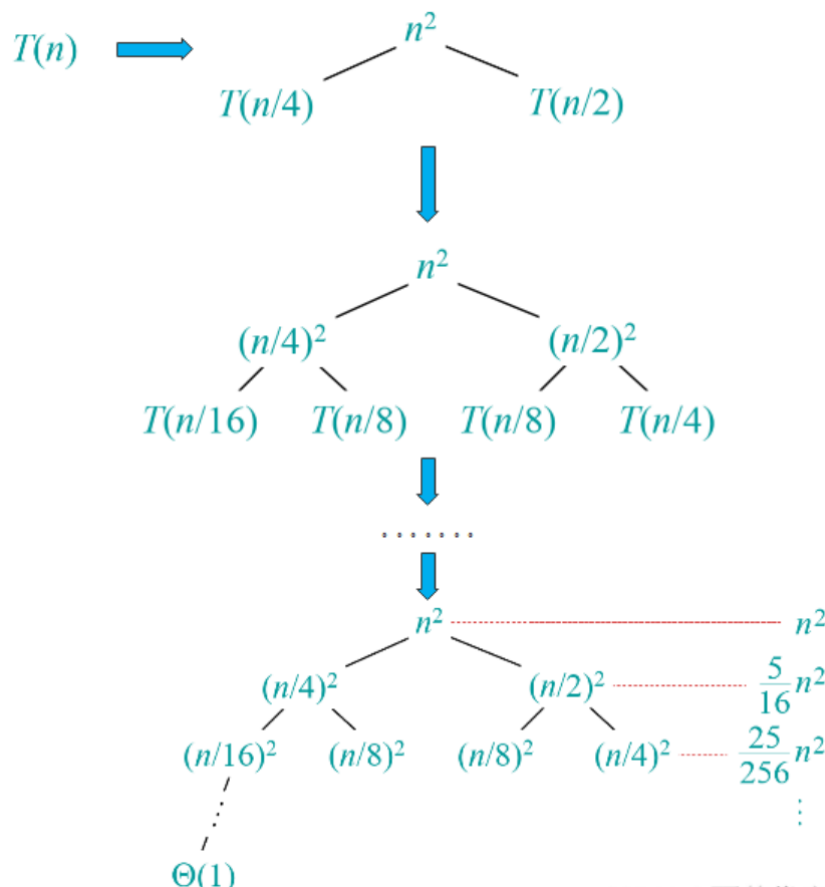 T(n) n²
T(n/4) T(n/2)
n²
(n/4)² (n/2)²
T(n/16) T(n/8) T(n/8) T(n/4)
.......
n² n²
(n/4)² (n/2)² 5/16 n²
(n/16)² (n/8)² (n/8)² (n/4)² 25/256 n²
⋮ ⋮
Θ(1)